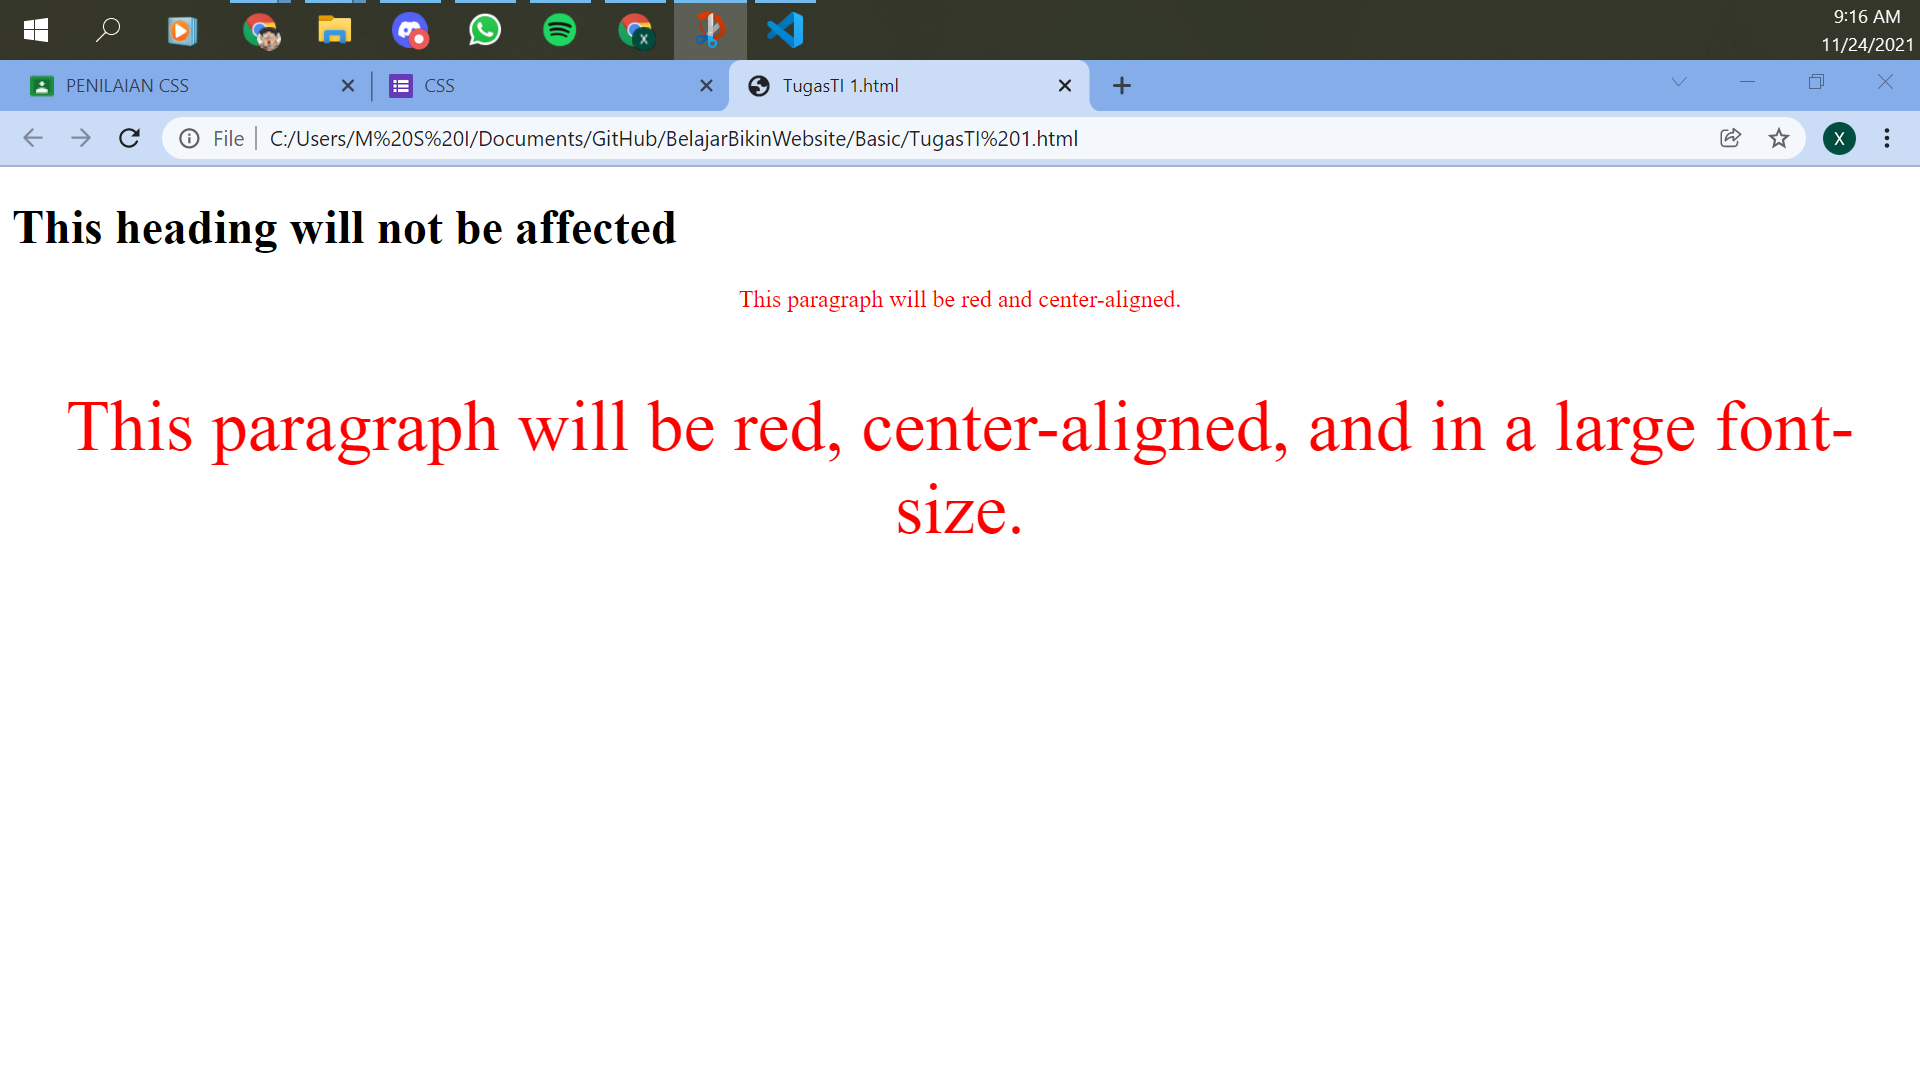 9:16 AM
11/24/2021
PENILAIAN CSS
CSS
TugasTI 1.html
File
C:/Users/M%20S%20I/Documents/GitHub/BelajarBikinWebsite/Basic/TugasTI%201.html
X
This heading will not be affected
This paragraph will be red and center-aligned.
This paragraph will be red, center-aligned, and in a large font-
size.